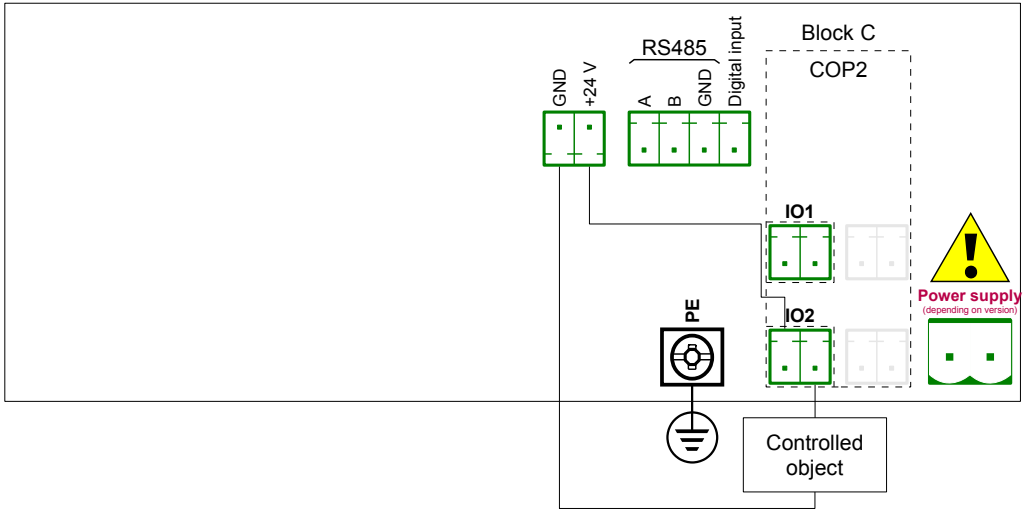 Block C
COP2
RS485
GND
+24 V
A
B
GND
Digital input
IO1
Power supply
(depending on version)
IO2
PE
Controlled
object